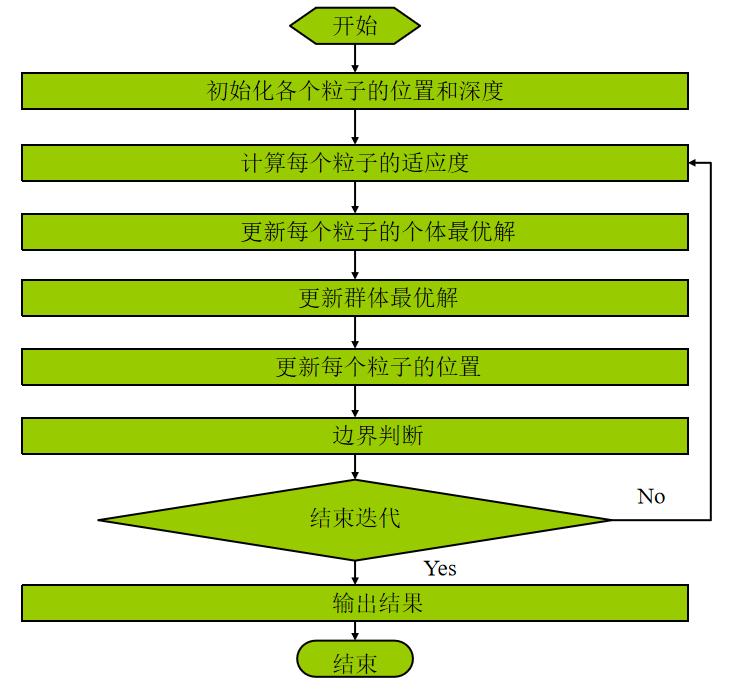 开始
初始化各个粒子的位置和深度
计算每个粒子的适应度
更新每个粒子的个体最优解
更新群体最优解
更新每个粒子的位置
边界判断
结束迭代
No
Yes
输出结果
结束